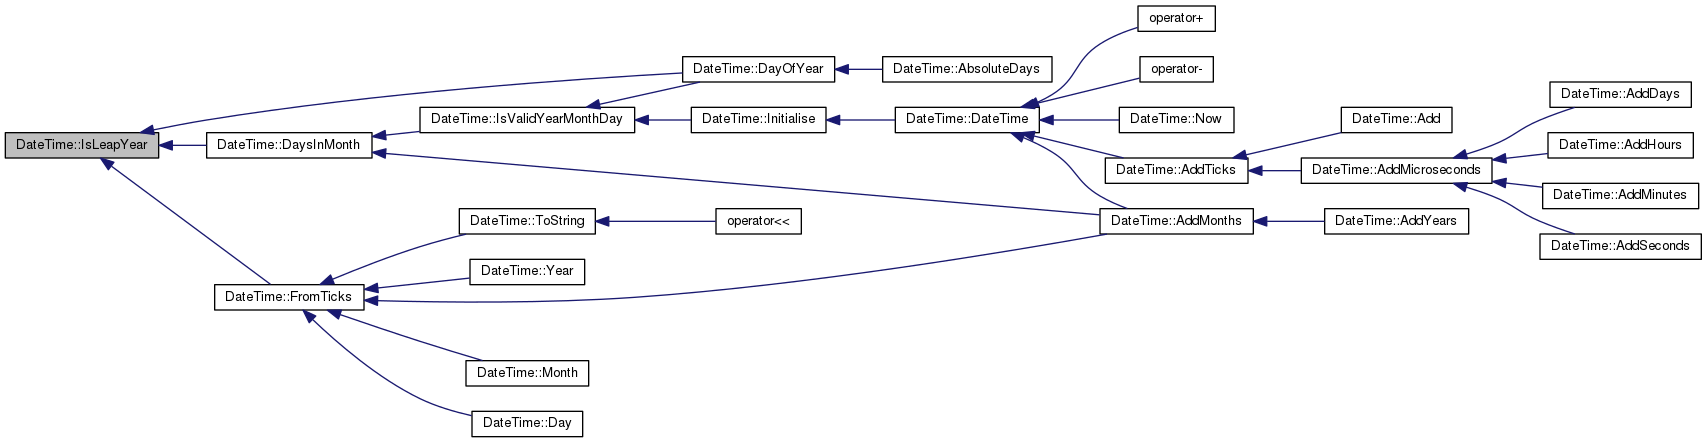 operator+
DateTime::DayOfYear
DateTime::AbsoluteDays
operator-
DateTime::AddDays
DateTime::IsLeapYear
DateTime::DaysInMonth
DateTime::IsValidYearMonthDay
DateTime::Initialise
DateTime::DateTime
DateTime::Now
DateTime::Add
DateTime::AddHours
DateTime::AddTicks
DateTime::AddMicroseconds
DateTime::AddMinutes
DateTime::ToString
operator<<
DateTime::AddMonths
DateTime::AddYears
DateTime::AddSeconds
DateTime::Year
DateTime::FromTicks
DateTime::Month
DateTime::Day